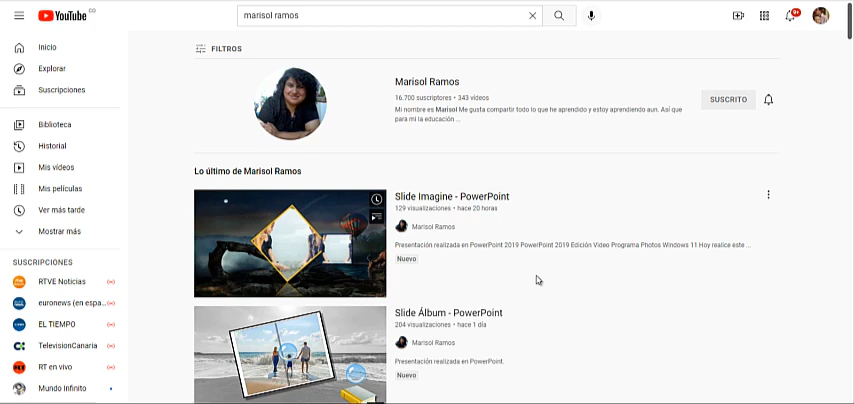 YouTube CO
marisol ramos
9+
Inicio
Explorar
Suscripciones
Biblioteca
Historial
Mis vídeos
Mis películas
Ver más tarde
Mostrar más
SUSCRIPCIONES
RTVE Noticias
euronews (en espa...
EL TIEMPO
TelevisionCanaria
RT en vivo
Mundo Infinito
FILTROS
Marisol Ramos
16.700 suscriptores • 343 vídeos
Mi nombre es Marisol Me gusta compartir todo lo que he aprendido y estoy aprendiendo aun. Así que
para mi la educación ...
SUSCRITO
Lo último de Marisol Ramos
Slide Imagine - PowerPoint
129 visualizaciones • hace 20 horas
Marisol Ramos
Presentación realizada en PowerPoint 2019 PowerPoint 2019 Edición Video Programa Photos Windows 11 Hoy realice este ...
Nuevo
Slide Álbum - PowerPoint
204 visualizaciones • hace 1 día
Marisol Ramos
Presentación realizada en PowerPoint.
Nuevo